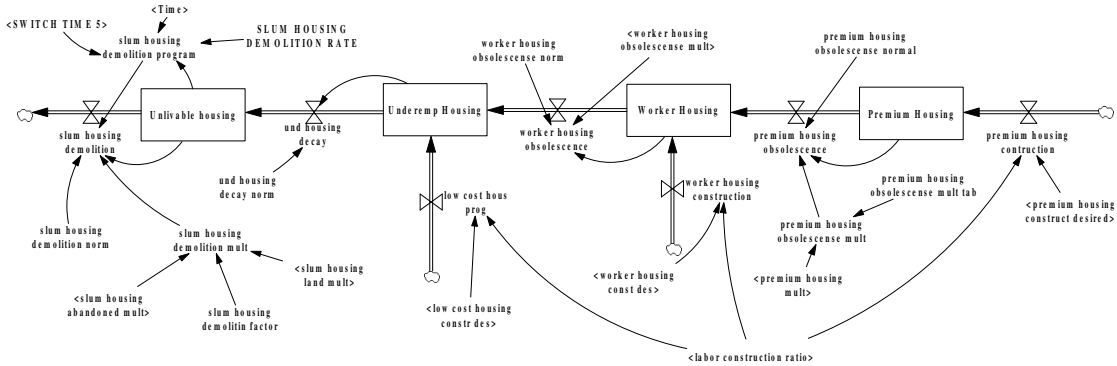 <Time>
<SWITCH TIME 5>
slum housing
demolition program
SLUM HOUSING
DEMOLITION RATE
worker housing
obsolescense norm
<worker housing
obsolescense mult>
premium housing
obsolescense normal
Unlivable housing
Underemp Housing
Worker Housing
Premium Housing
slum housing
demolition
und housing
decay
worker housing
obsolescence
premium housing
obsolescence
premium housing
contruction
und housing
decay norm
low cost hous
prog
worker housing
construction
premium housing
obsolescense mult tab
<premium housing
construct desired>
slum housing
demolition norm
slum housing
demolition mult
premium housing
obsolescense mult
<slum housing
land mult>
<worker housing
const des>
<premium housing
mult>
<slum housing
abandoned mult>
slum housing
demolitin factor
<low cost housing
constr des>
<labor construction ratio>